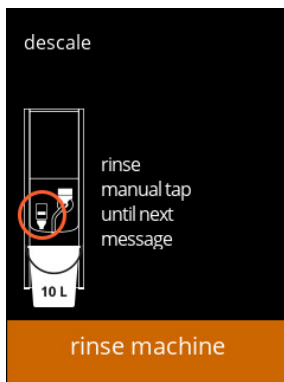 descale
rinse
manual tap
until next
message
10 L
rinse machine